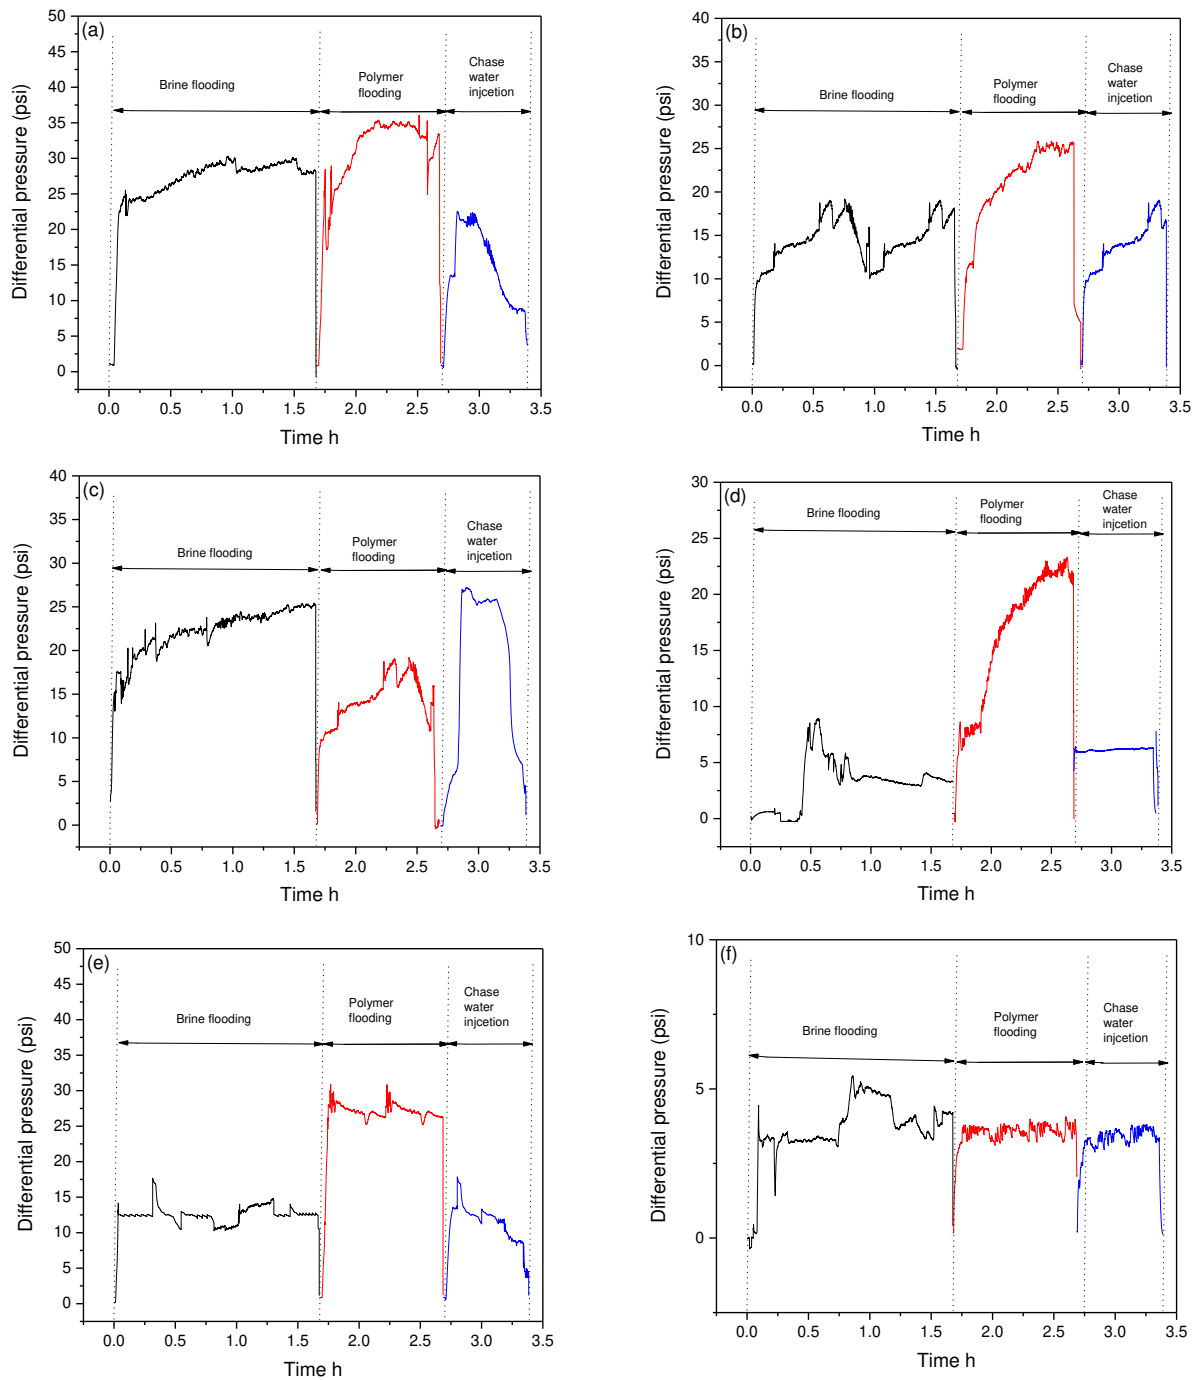 (a)
50
45
40
35
30
25
20
15
10
5
0
Differential pressure (psi)
Brine flooding
Polymer
flooding
Chase
water
injcetion
0.0 0.5 1.0 1.5 2.0 2.5 3.0 3.5
Time h
(b)
40
35
30
25
20
15
10
5
0
Differential pressure (psi)
Brine flooding
Polymer
flooding
Chase
water
injcetion
0.0 0.5 1.0 1.5 2.0 2.5 3.0 3.5
Time h
(c)
40
35
30
25
20
15
10
5
0
Differential pressure (psi)
Brine flooding
Polymer
flooding
Chase
water
injcetion
0.0 0.5 1.0 1.5 2.0 2.5 3.0 3.5
Time h
(d)
30
25
20
15
10
5
0
Differential pressure (psi)
Brine flooding
Polymer
flooding
Chase
water
injcetion
0.0 0.5 1.0 1.5 2.0 2.5 3.0 3.5
Time h
(e)
50
45
40
35
30
25
20
15
10
5
0
Differential pressure (psi)
Brine flooding
Polymer
flooding
Chase
water
injcetion
0.0 0.5 1.0 1.5 2.0 2.5 3.0 3.5
Time h
(f)
10
5
0
Differential pressure (psi)
Brine flooding
Polymer
flooding
Chase
water
injcetion
0.0 0.5 1.0 1.5 2.0 2.5 3.0 3.5
Time h